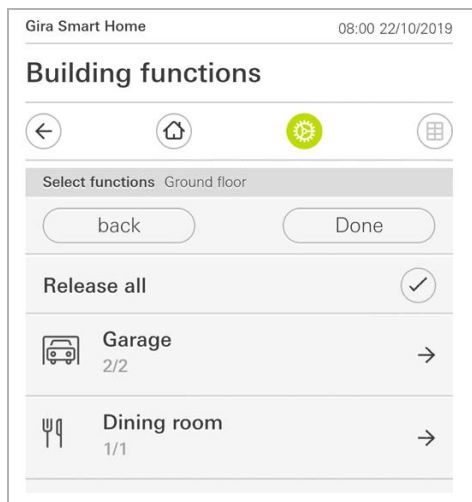 Gira Smart Home 08:00 22/10/2019
Building functions
Select functions Ground floor
back Done
Release all
Garage
2/2
Dining room
1/1